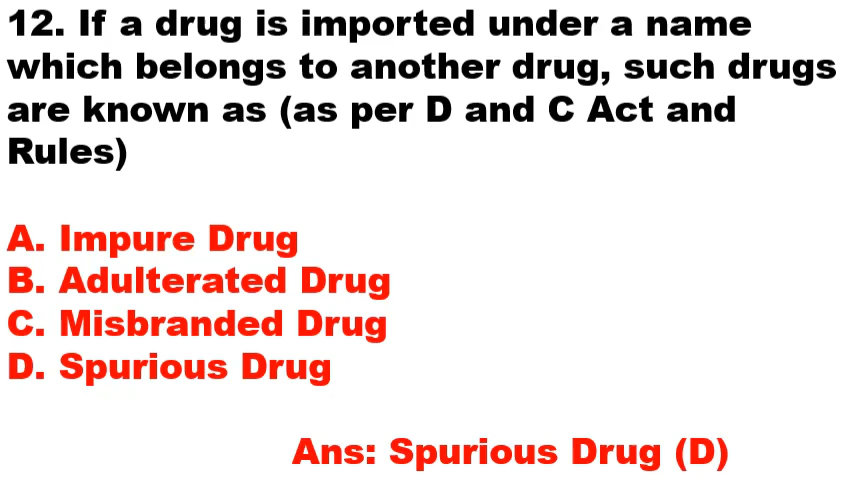 12. If a drug is imported under a name
which belongs to another drug, such drugs
are known as (as per D and C Act and
Rules)
A. Impure Drug
B. Adulterated Drug
C. Misbranded Drug
D. Spurious Drug
Ans: Spurious Drug (D)